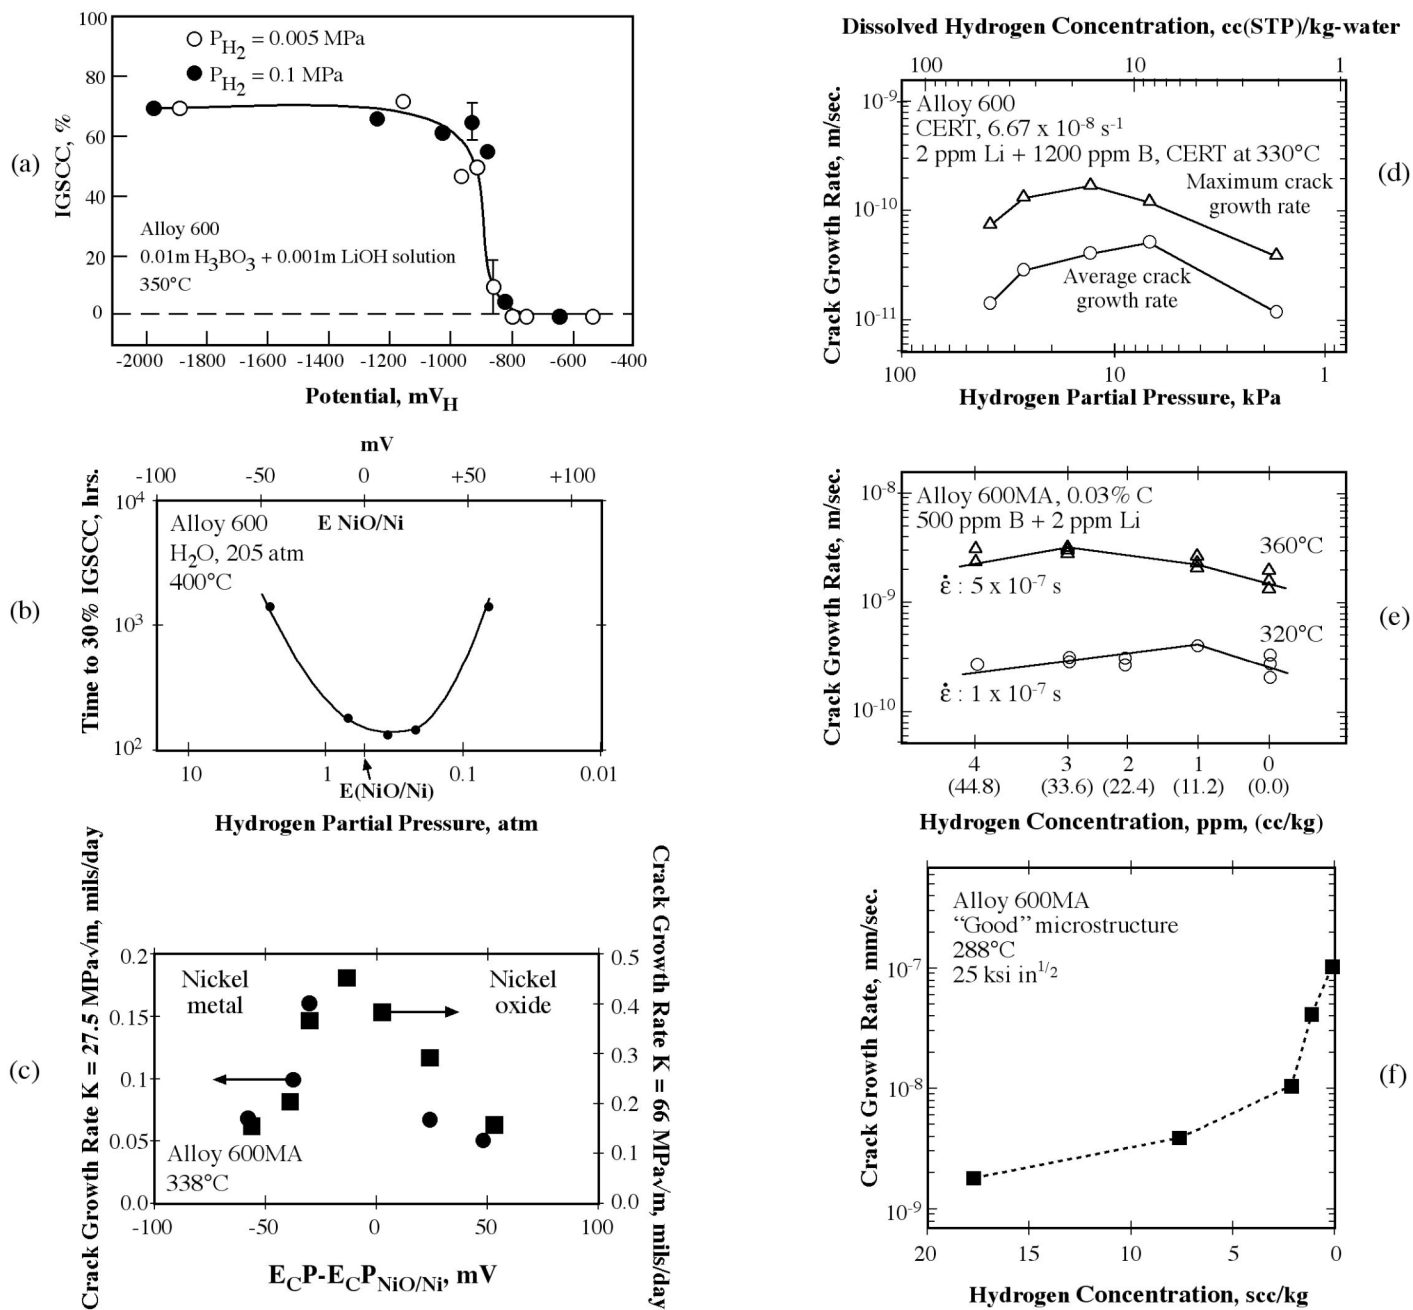 (a)
100
80
60
40
20
0
IGSCC, %
P_H2 = 0.005 MPa
P_H2 = 0.1 MPa
Alloy 600
0.01m H3BO3 + 0.001m LiOH solution
350°C
-2000 -1800 -1600 -1400 -1200 -1000 -800 -600 -400
Potential, mV_H
(b)
mV
-100 -50 0 +50 +100
Time to 30% IGSCC, hrs.
10^4
10^3
10^2
Alloy 600
H2O, 205 atm
400°C
E NiO/Ni
10 1 0.1 0.01
E(NiO/Ni)
Hydrogen Partial Pressure, atm
(c)
Crack Growth Rate K = 27.5 MPa√m, mils/day
0.2
0.15
0.1
0.05
0.0
Nickel
metal
Nickel
oxide
Alloy 600MA
338°C
0.5
0.4
0.3
0.2
0.1
0.0
Crack Growth Rate K = 66 MPa√m, mils/day
-100 -50 0 50 100
E_CP-E_CP_NiO/Ni, mV
(d)
Dissolved Hydrogen Concentration, cc(STP)/kg-water
100 10 1
Crack Growth Rate, m/sec.
10^-9
10^-10
10^-11
Alloy 600
CERT, 6.67 x 10^-8 s^-1
2 ppm Li + 1200 ppm B, CERT at 330°C
Maximum crack
growth rate
Average crack
growth rate
100 10 1
Hydrogen Partial Pressure, kPa
(e)
Crack Growth Rate, m/sec.
10^-8
10^-9
10^-10
Alloy 600MA, 0.03% C
500 ppm B + 2 ppm Li
360°C
ε̇ : 5 x 10^-7 s
320°C
ε̇ : 1 x 10^-7 s
4 3 2 1 0
(44.8) (33.6) (22.4) (11.2) (0.0)
Hydrogen Concentration, ppm, (cc/kg)
(f)
Crack Growth Rate, mm/sec.
10^-7
10^-8
10^-9
Alloy 600MA
“Good” microstructure
288°C
25 ksi in^1/2
20 15 10 5 0
Hydrogen Concentration, scc/kg